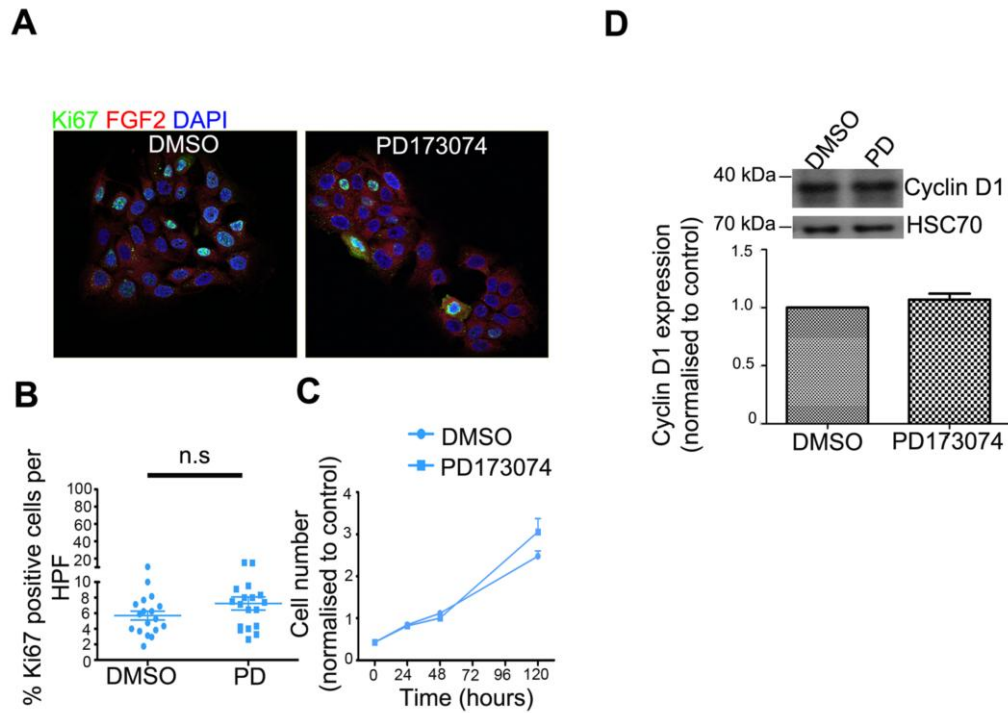 A
Ki67 FGF2 DAPI
DMSO
PD173074
B
n.s
% Ki67 positive cells per
HPF
100
80
60
40
20
8
6
4
2
0
DMSO
PD
C
DMSO
PD173074
Cell number
(normalised to control)
4
3
2
1
0
0 24 48 72 96 120
Time (hours)
D
DMSO
PD
40 kDa
Cyclin D1
70 kDa
HSC70
Cyclin D1 expression
(normalised to control)
1.5
1.0
0.5
0
DMSO
PD173074